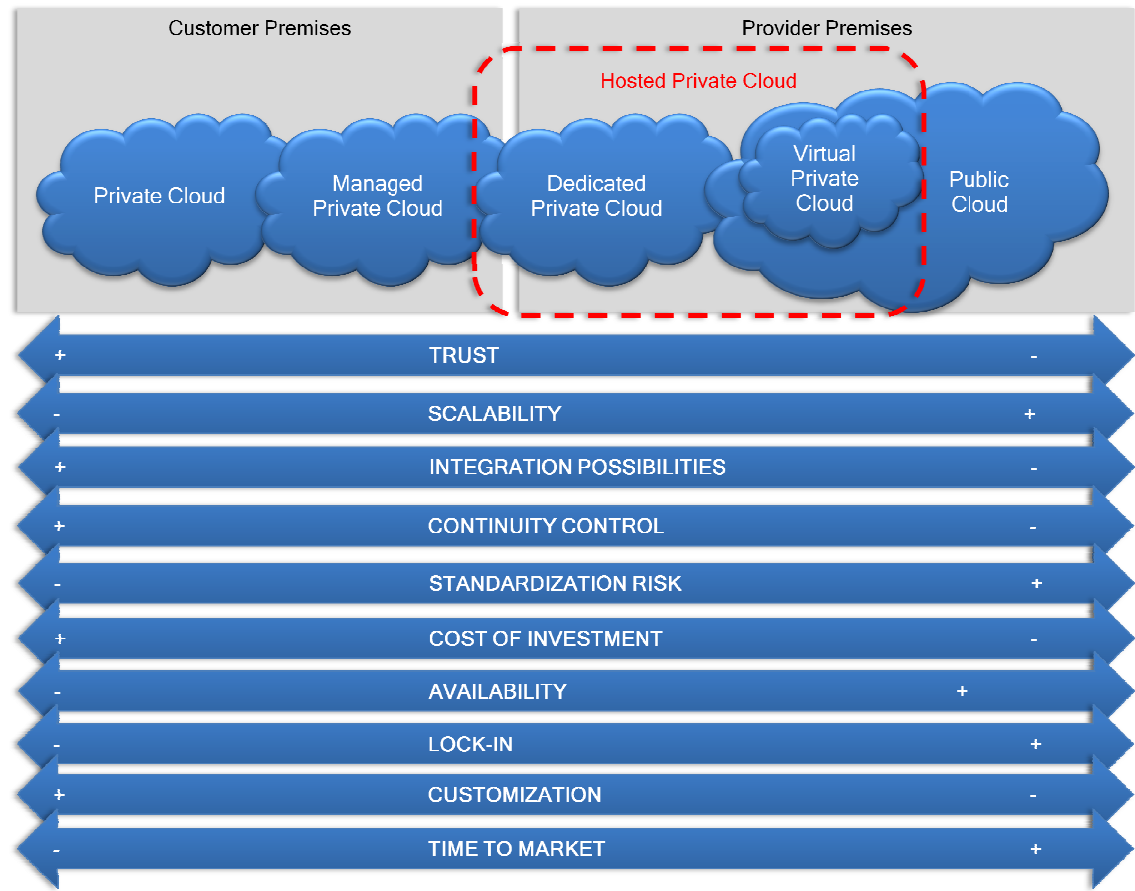 Customer Premises
Provider Premises
Hosted Private Cloud
Private Cloud
Managed
Private Cloud
Dedicated
Private Cloud
Virtual
Private
Cloud
Public
Cloud
+ TRUST -
- SCALABILITY +
+ INTEGRATION POSSIBILITIES -
+ CONTINUITY CONTROL -
- STANDARDIZATION RISK +
+ COST OF INVESTMENT -
- AVAILABILITY +
- LOCK-IN +
+ CUSTOMIZATION -
- TIME TO MARKET +